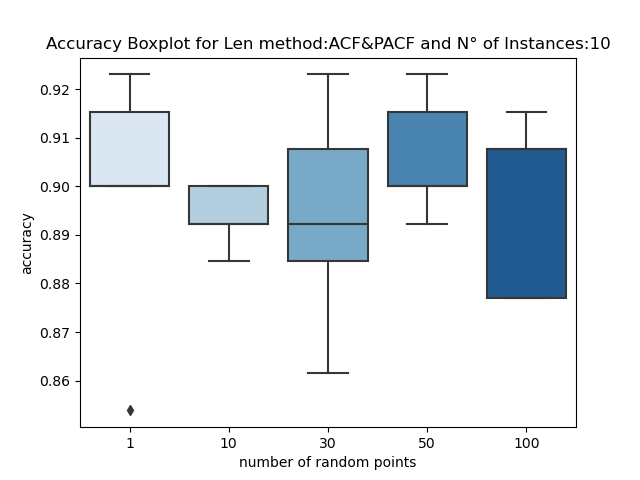 Accuracy Boxplot for Len method:ACF&PACF and N° of Instances:10
0.92
0.91
0.90
0.89
0.88
0.87
0.86
accuracy
1 10 30 50 100
number of random points